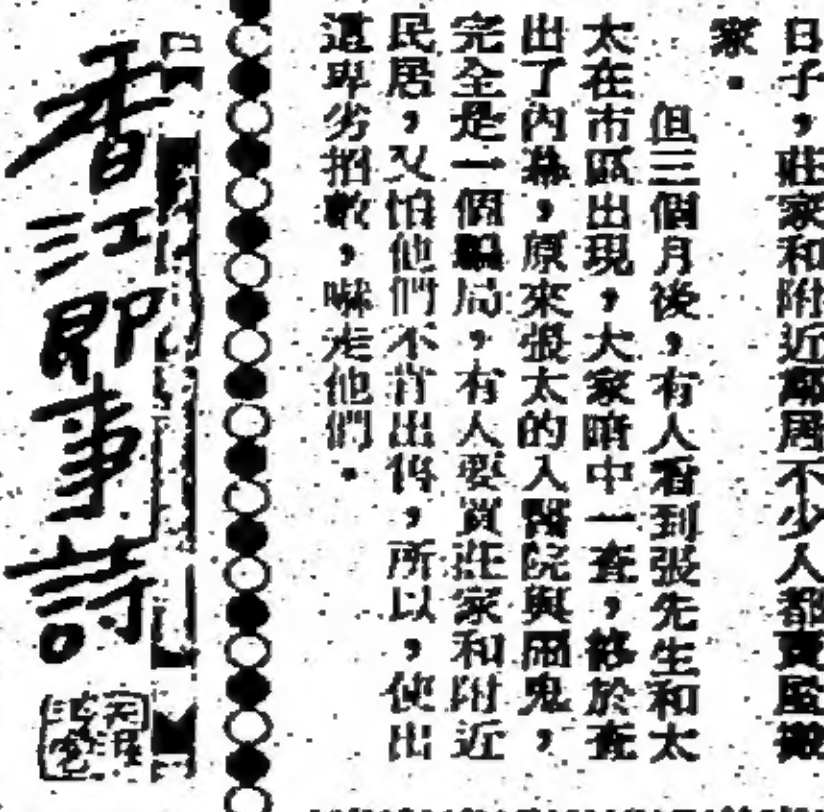 日子，莊家和附近鄰居不少人都賣屋搬
家。
但三個月後，有人看到張先生和太
太在市區出現，大家暗中一查，終於查
出了內幕，原來張太的入醫院與鬧鬼，
完全是一個騙局，有人要買莊家和附近
民居，又怕他們不肯出售，所以，使出
這卑劣招數，嚇走他們。
香江即事詩